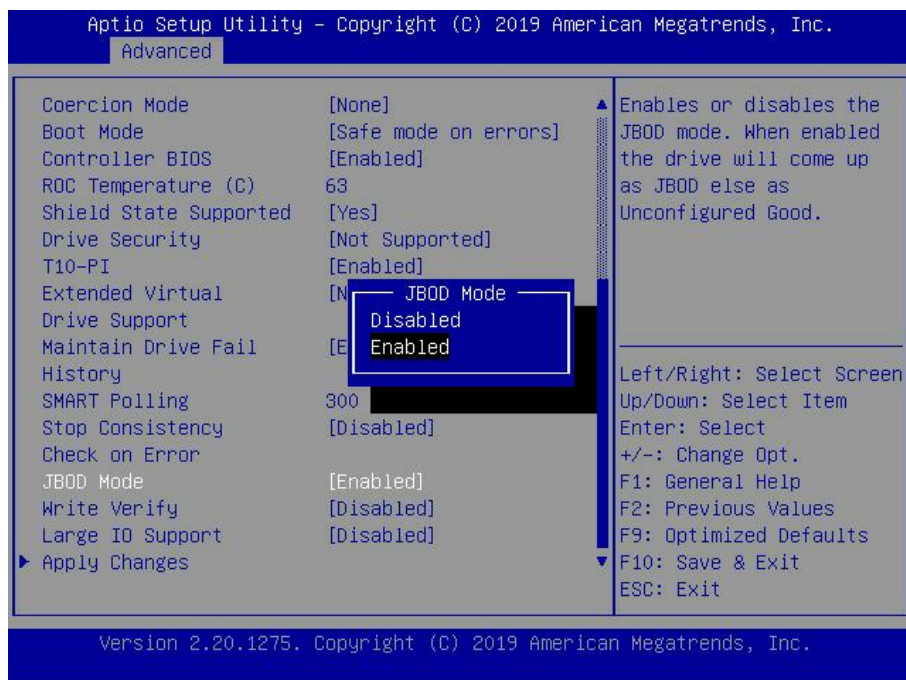 Aptio Setup Utility – Copyright (C) 2019 American Megatrends, Inc.
Advanced
Coercion Mode [None]
Boot Mode [Safe mode on errors]
Controller BIOS [Enabled]
ROC Temperature (C) 63
Shield State Supported [Yes]
Drive Security [Not Supported]
T10-PI [Enabled]
Extended Virtual [N
Drive Support
Maintain Drive Fail [E
History
SMART Polling 300
Stop Consistency [Disabled]
Check on Error
JBOD Mode [Enabled]
Write Verify [Disabled]
Large IO Support [Disabled]
Apply Changes
JBOD Mode
Disabled
Enabled
Enables or disables the
JBOD mode. When enabled
the drive will come up
as JBOD else as
Unconfigured Good.
Left/Right: Select Screen
Up/Down: Select Item
Enter: Select
+/-: Change Opt.
F1: General Help
F2: Previous Values
F9: Optimized Defaults
F10: Save & Exit
ESC: Exit
Version 2.20.1275. Copyright (C) 2019 American Megatrends, Inc.